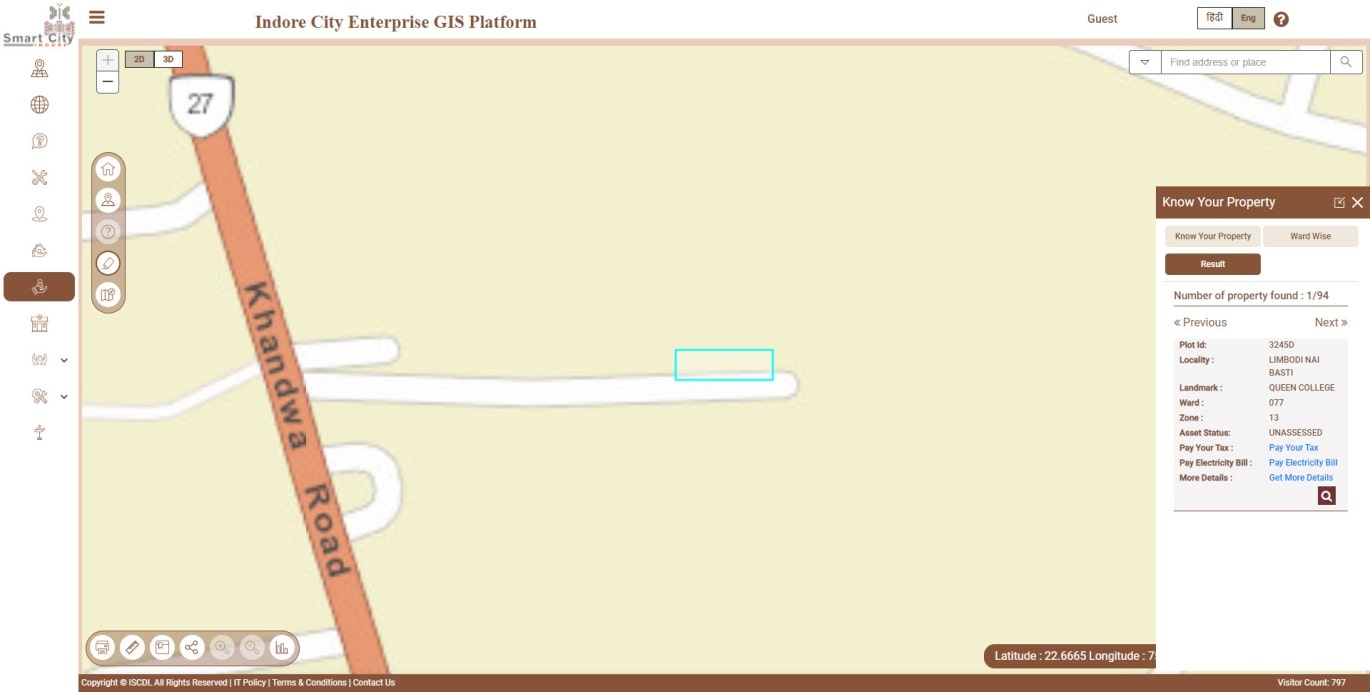 Smart City
INDORE
Indore City Enterprise GIS Platform
Guest
हिंदी Eng
2D 3D
Find address or place
27
Khandwa Road
Know Your Property
Know Your Property Ward Wise
Result
Number of property found : 1/94
« Previous Next »
Plot Id: 3245D
Locality : LIMBODI NAI
BASTI
Landmark : QUEEN COLLEGE
Ward : 077
Zone : 13
Asset Status: UNASSESSED
Pay Your Tax : Pay Your Tax
Pay Electricity Bill : Pay Electricity Bill
More Details : Get More Details
Latitude : 22.6665 Longitude :
Copyright © ISCDL All Rights Reserved | IT Policy | Terms & Conditions | Contact Us
Visitor Count: 797